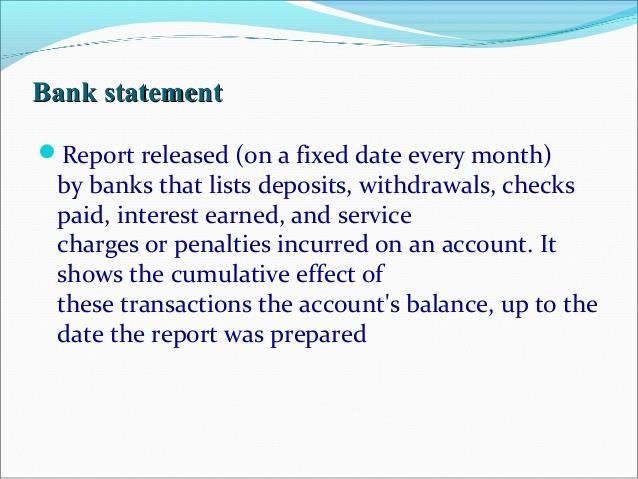 Bank statement
Report released (on a fixed date every month)
by banks that lists deposits, withdrawals, checks
paid, interest earned, and service
charges or penalties incurred on an account. It
shows the cumulative effect of
these transactions the account's balance, up to the
date the report was prepared